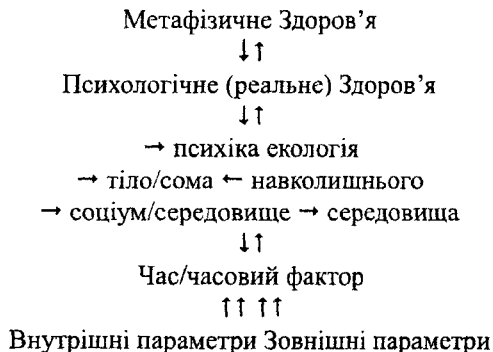 Метафізичне Здоров’я
↓↑
Психологічне (реальне) Здоров’я
↓↑
→ психіка екологія
→ тіло/сома ← навколишнього
→ соціум/середовище → середовища
↓↑
Час/часовий фактор
↑↑ ↑↑
Внутрішні параметри Зовнішні параметри